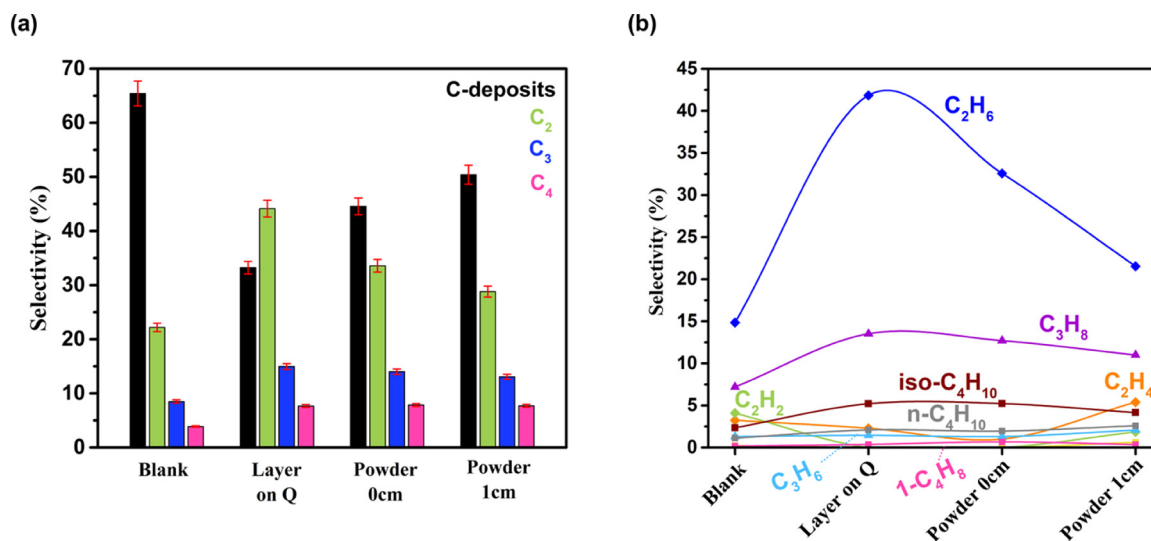 (a)
Selectivity (%)
70
60
50
40
30
20
10
0
C-deposits
C₂
C₃
C₄
Blank
Layer
on Q
Powder
0cm
Powder
1cm
(b)
Selectivity (%)
45
40
35
30
25
20
15
10
5
0
C₂H₆
C₃H₈
iso-C₄H₁₀
C₂H₂
C₂H₄
n-C₄H₁₀
C₃H₆
1-C₄H₈
Blank
Layer on Q
Powder 0cm
Powder 1cm